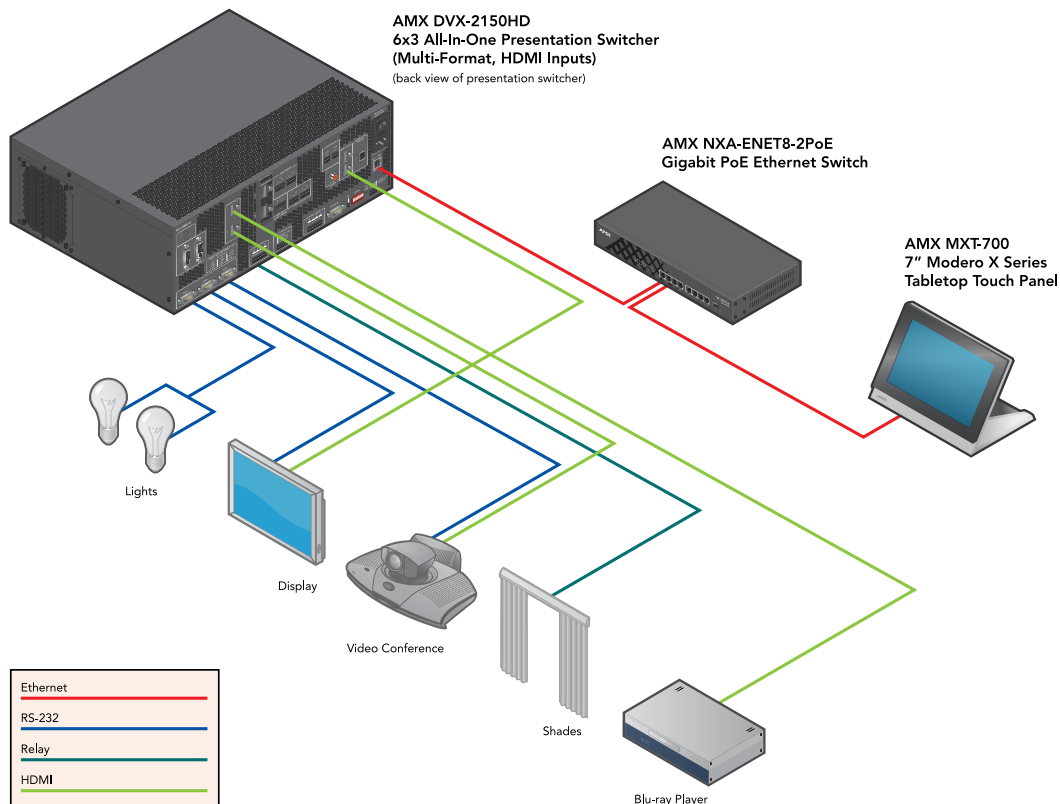 AMX DVX-2150HD
6x3 All-In-One Presentation Switcher
(Multi-Format, HDMI Inputs)
(back view of presentation switcher)
AMX NXA-ENET8-2PoE
Gigabit PoE Ethernet Switch
AMX MXT-700
7” Modero X Series
Tabletop Touch Panel
AMX
Lights
Display
Video Conference
Shades
Blu-ray Player
Ethernet
RS-232
Relay
HDMI